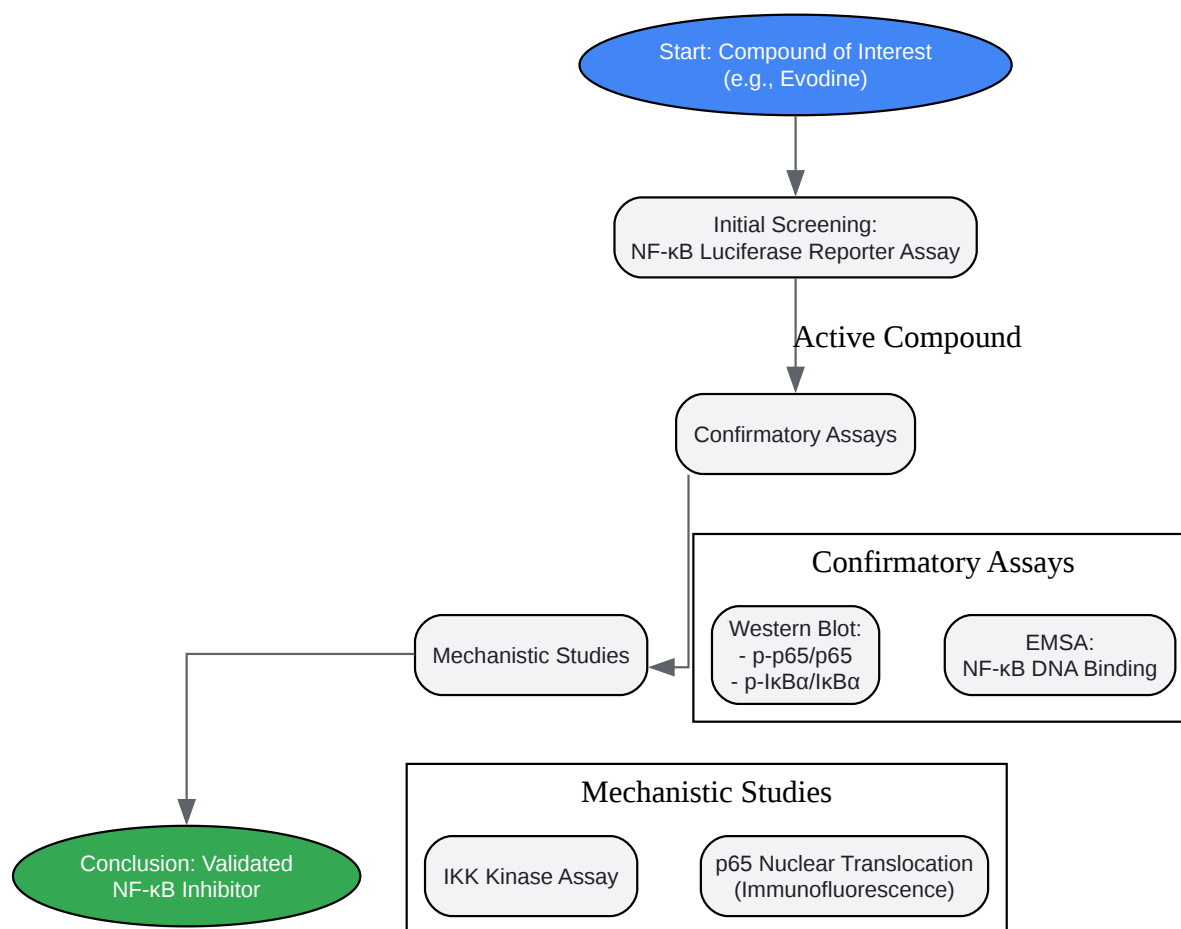 Start: Compound of Interest
(e.g., Evodine)
Initial Screening:
NF-κB Luciferase Reporter Assay
Active Compound
Confirmatory Assays
Confirmatory Assays
Western Blot:
- p-p65/p65
- p-IκBα/IκBα
EMSA:
NF-κB DNA Binding
Mechanistic Studies
Mechanistic Studies
IKK Kinase Assay
p65 Nuclear Translocation
(Immunofluorescence)
Conclusion: Validated
NF-κB Inhibitor